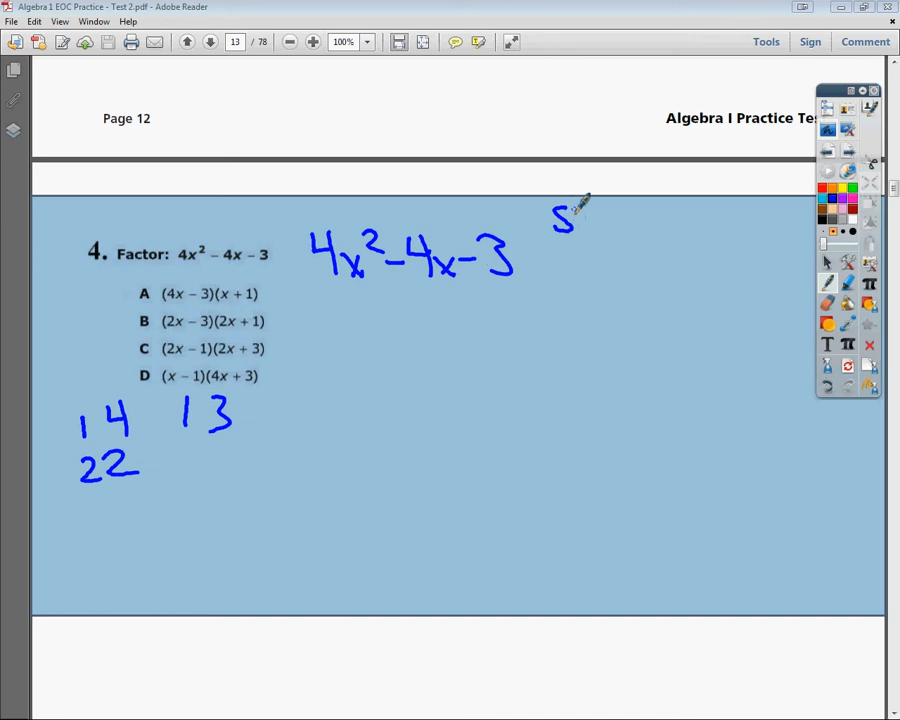 Algebra 1 EOC Practice - Test 2.pdf - Adobe Reader
File Edit View Window Help
13 / 78 100% Tools Sign Comment
Page 12 Algebra I Practice Tes
4. Factor: 4x² − 4x − 3
4x² − 4x − 3
S
A (4x − 3)(x + 1)
B (2x − 3)(2x + 1)
C (2x − 1)(2x + 3)
D (x − 1)(4x + 3)
1 4 1 3
2 2